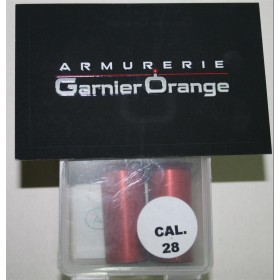 ARMURERIE
Garnier Orange
CAL.
28